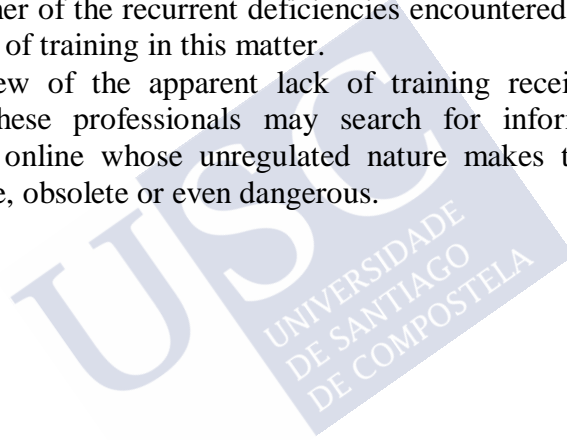 ner of the recurrent deficiencies encountered
of training in this matter.
ew of the apparent lack of training recei
hese professionals may search for infor
online whose unregulated nature makes t
e, obsolete or even dangerous.
USC
UNIVERSIDADE
DE SANTIAGO
DE COMPOSTELA